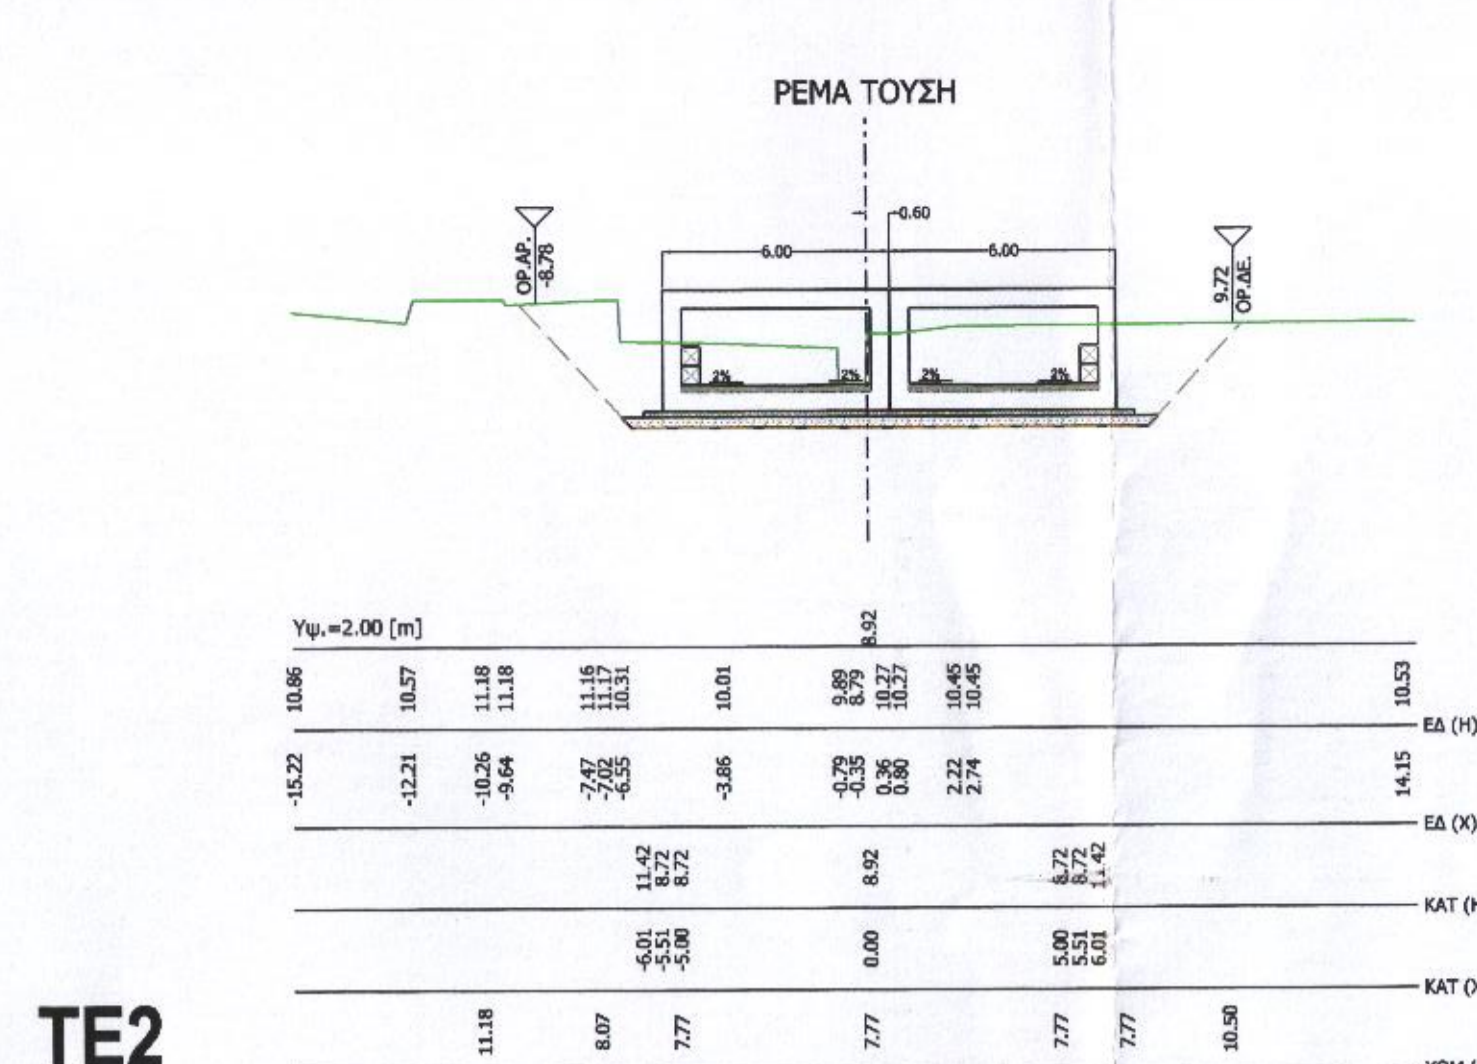 ΡΕΜΑ ΤΟΥΣΗ
0.60
6.00 6.00
ΟΡ.ΑΡ.
-8.78
9.72
ΟΡ.ΔΕ.
2% 2% 2% 2%
Υψ.=2.00 [m]
8.92
10.86 10.57 11.18 11.18 11.16 11.17 10.31 10.01 9.89 8.79 10.27 10.27 10.45 10.45 10.53
ΕΔ (Η)
-15.22 -12.21 -10.26 -9.64 -7.47 -7.02 -6.55 -3.86 -0.79 -0.35 0.36 0.80 2.22 2.74 14.15
ΕΔ (Χ)
11.42 8.72 8.72 8.92 8.72 8.72 11.42
ΚΑΤ (Η
-6.01 -5.51 -5.00 0.00 5.00 5.51 6.01
ΚΑΤ (Χ
ΤΕ2
11.18 8.07 7.77 7.77 7.77 7.77 10.50